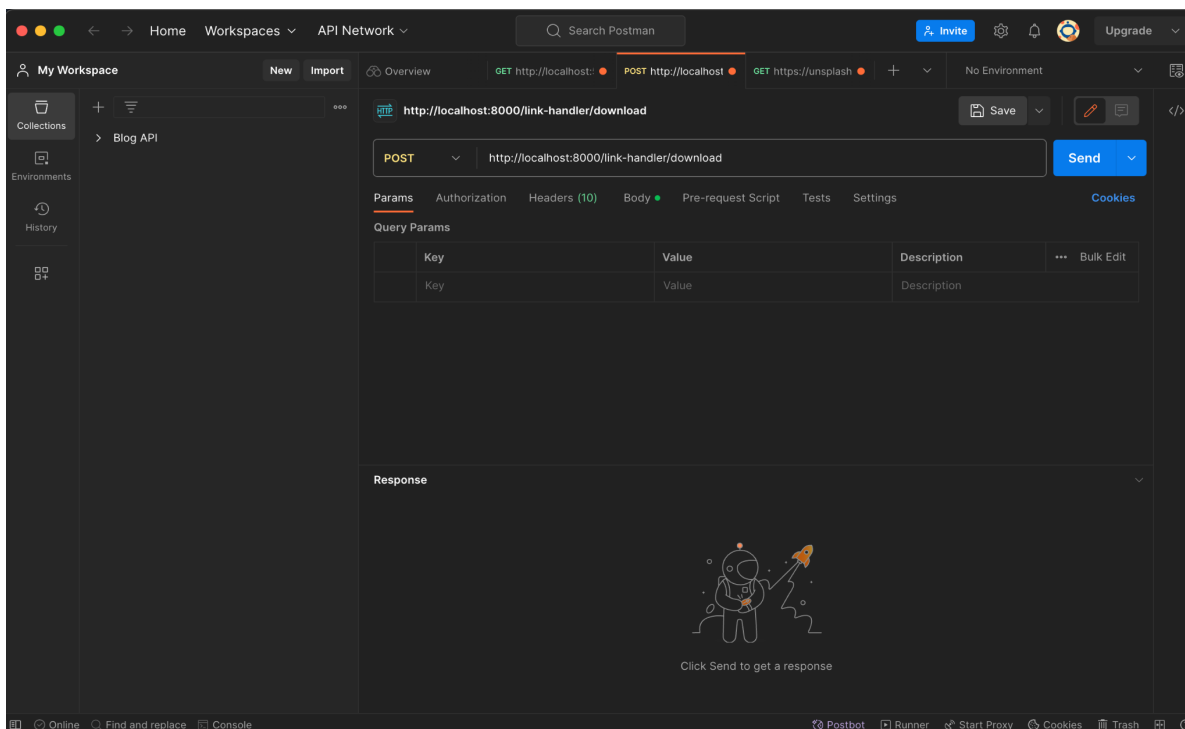 Home Workspaces API Network Search Postman Invite Upgrade
My Workspace New Import Overview GET http://localhost: POST http://localhost GET https://unsplash No Environment
Collections
Environments
History
Blog API
HTTP http://localhost:8000/link-handler/download Save
POST http://localhost:8000/link-handler/download Send
Params Authorization Headers (10) Body Pre-request Script Tests Settings Cookies
Query Params
Key Value Description Bulk Edit
Key Value Description
Response
Click Send to get a response
Online Find and replace Console Postbot Runner Start Proxy Cookies Trash